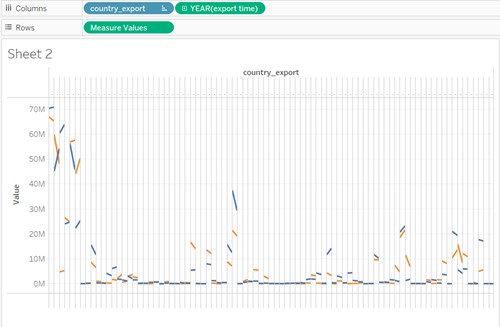 Columns country_export YEAR(export time)
Rows Measure Values
Sheet 2
country_export
70M
60M
50M
Value
40M
30M
20M
10M
0M